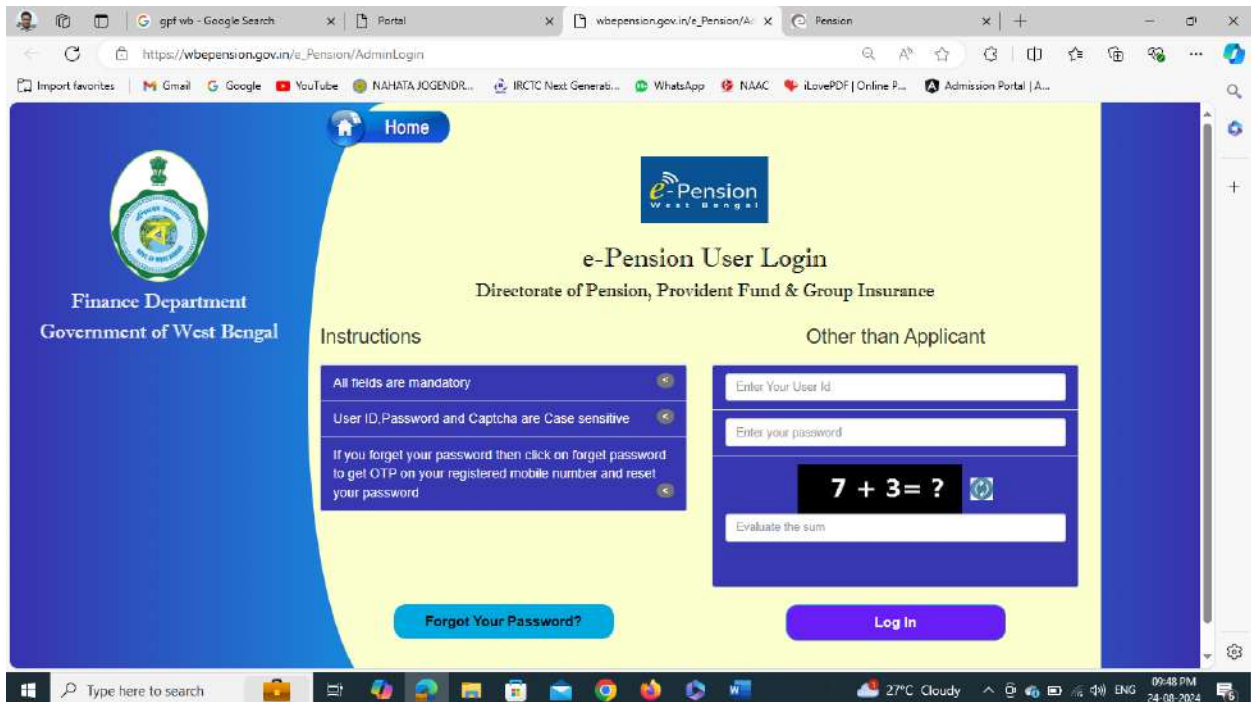 gpf wb - Google Search
Portal
wbepension.gov.in/e_Pension/Ac
Pension
https://wbepension.gov.in/e_Pension/AdminLogin
Import favorites
Gmail
Google
YouTube
NAHATA JOGENDR...
IRCTC Next Generati...
WhatsApp
NAAC
iLovePDF | Online P...
Admission Portal | A...
Home
e-Pension
West Bengal
e-Pension User Login
Directorate of Pension, Provident Fund & Group Insurance
Finance Department
Government of West Bengal
Instructions
All fields are mandatory
User ID,Password and Captcha are Case sensitive
If you forget your password then click on forget password
to get OTP on your registered mobile number and reset
your password
Other than Applicant
Enter Your User Id
Enter your password
7 + 3= ?
Evaluate the sum
Forgot Your Password?
Log In
Type here to search
27°C Cloudy
ENG
09:48 PM
24-08-2024